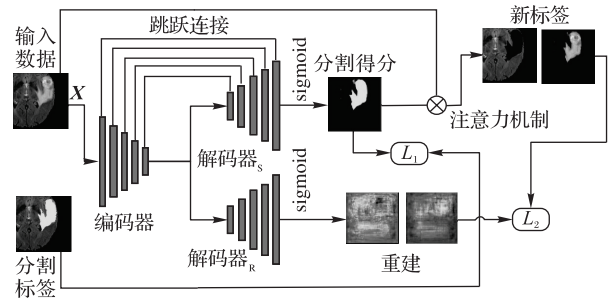 跳跃连接
新标签
输入
数据
X
sigmoid
分割得分
注意力机制
解码器S
L1
编码器
sigmoid
L2
分割
标签
解码器R
重建